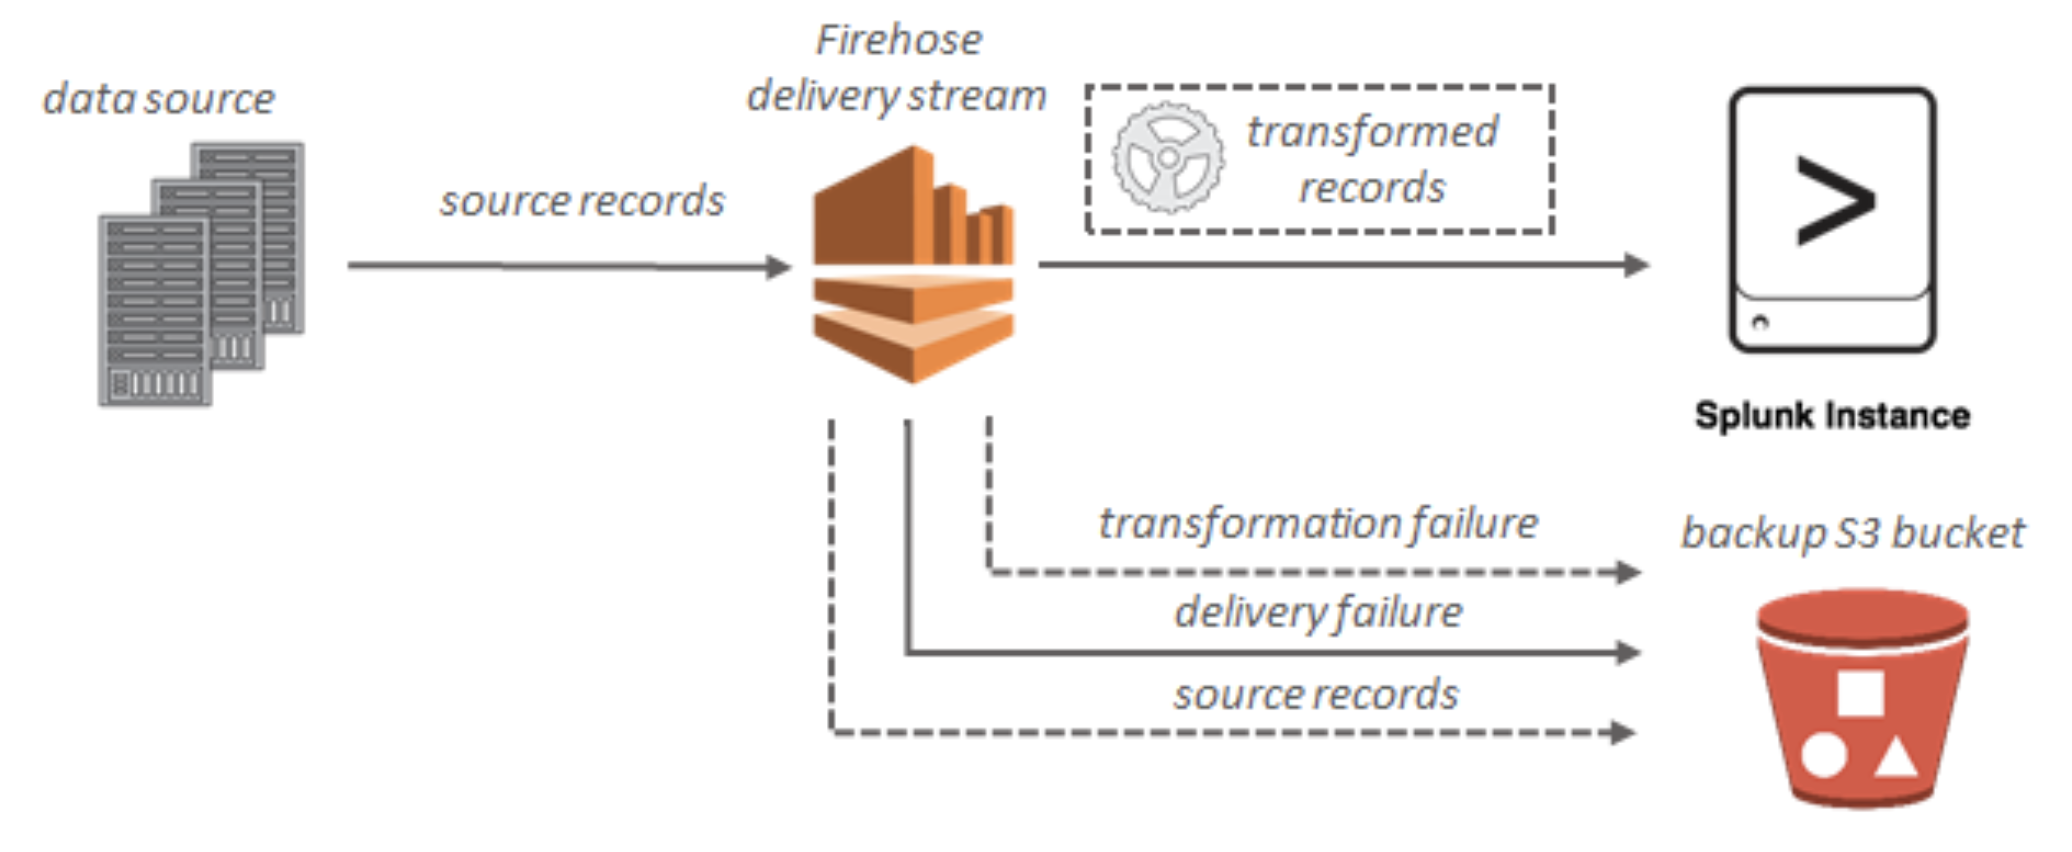 data source
source records
Firehose
delivery stream
transformed
records
Splunk Instance
transformation failure
backup S3 bucket
delivery failure
source records